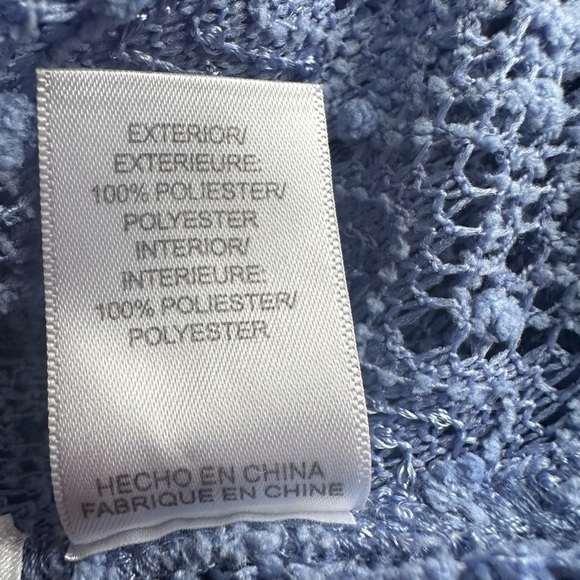 EXTERIOR/
EXTERIEURE:
100% POLIESTER/
POLYESTER
INTERIOR/
INTERIEURE:
100% POLIESTER/
POLYESTER
HECHO EN CHINA
FABRIQUE EN CHINE